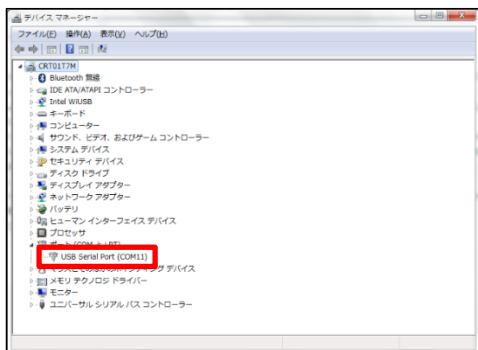 デバイス マネージャー
ファイル(F) 操作(A) 表示(V) ヘルプ(H)
CRT01T7M
Bluetooth 無線
IDE ATA/ATAPI コントローラー
Intel WiUSB
キーボード
コンピューター
サウンド、ビデオ、およびゲーム コントローラー
システム デバイス
セキュリティ デバイス
ディスク ドライブ
ディスプレイ アダプター
ネットワーク アダプター
バッテリ
ヒューマン インターフェイス デバイス
プロセッサ
ポート (COM と LPT)
USB Serial Port (COM11)
マウスとそのほかのポインティング デバイス
メモリ テクノロジ ドライバー
モニター
ユニバーサル シリアル バス コントローラー